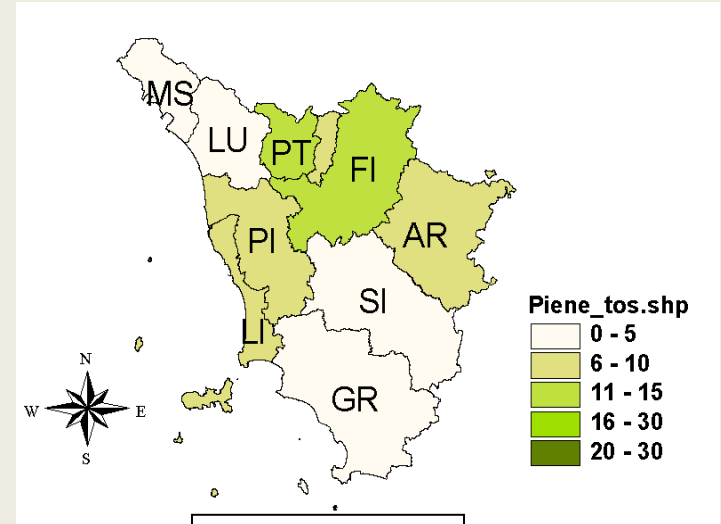 MS
LU
PT
FI
PI
AR
SI
LI
GR
N
W E
S
Piene_tos.shp
0 - 5
6 - 10
11 - 15
16 - 30
20 - 30